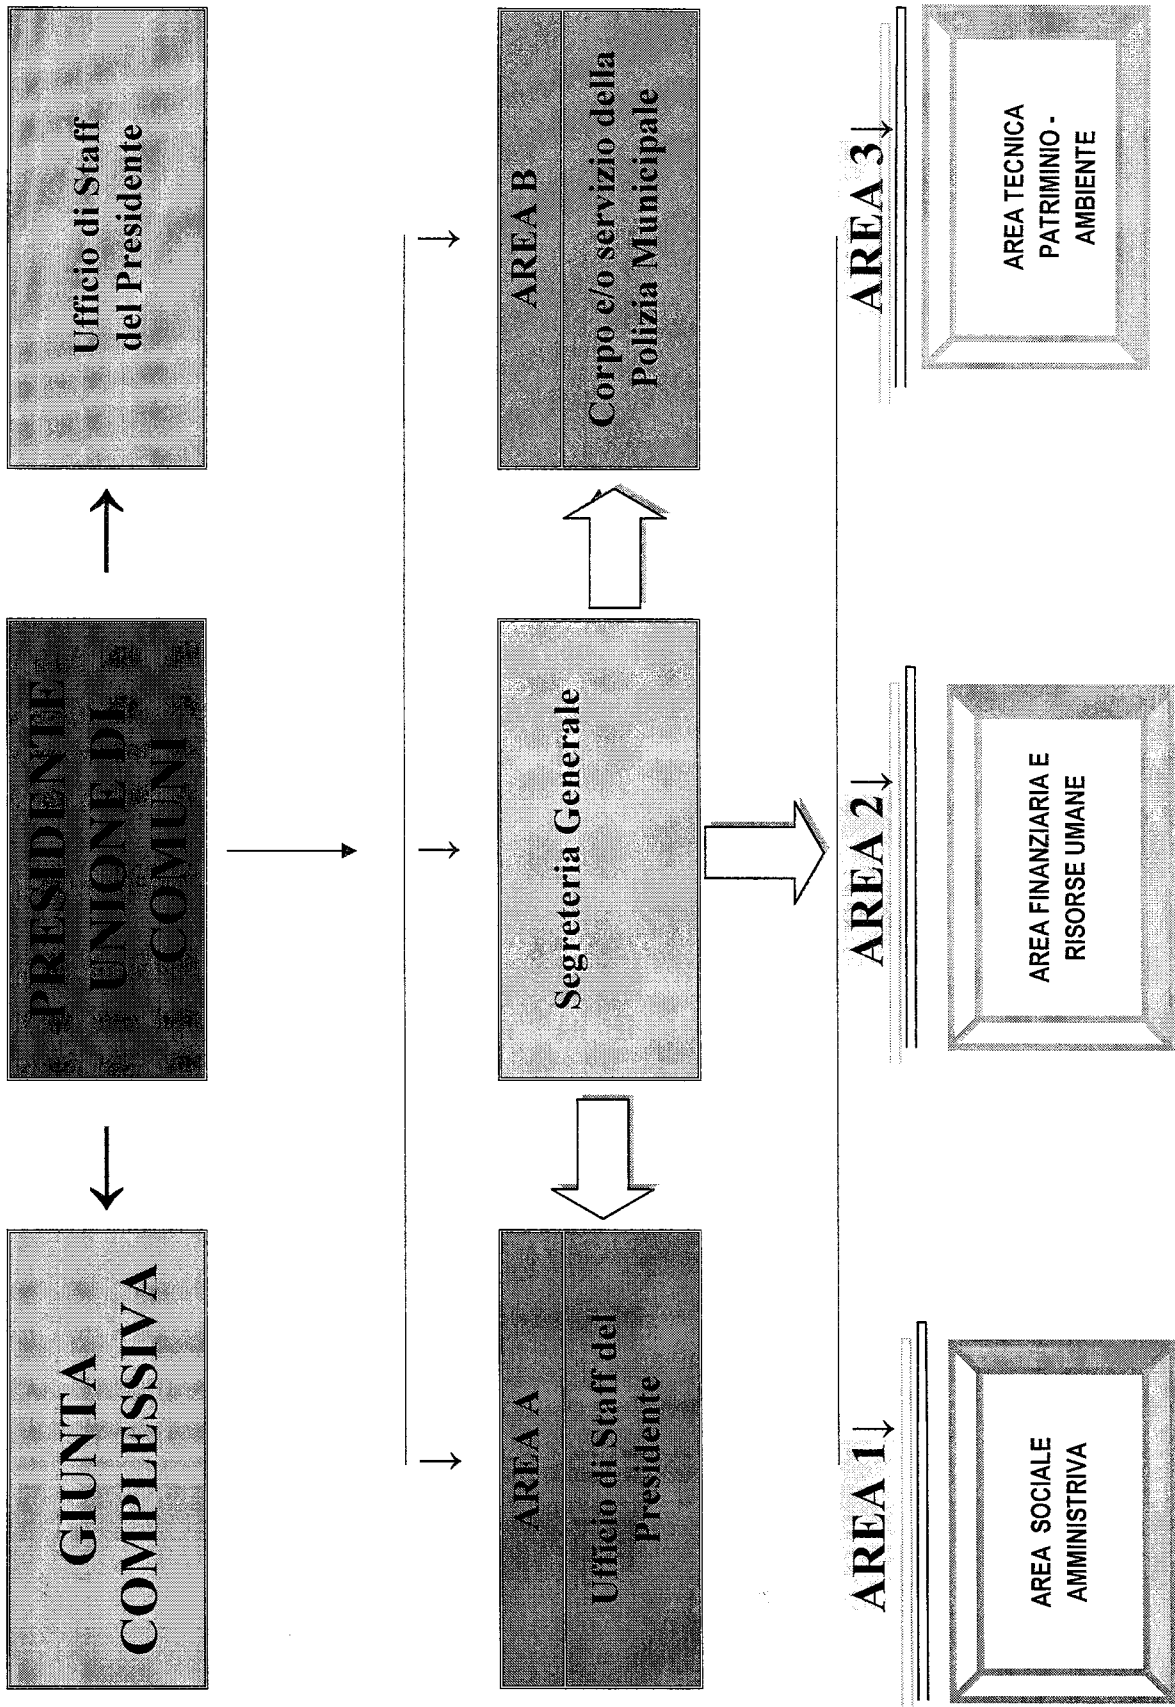 GIUNTA
COMPLESSIVA
PRESIDENTE
UNIONE DI
COMUNI
Ufficio di Staff
del Presidente
AREA A
Ufficio di Staff del
Presidente
Segreteria Generale
AREA B
Corpo e/o servizio della
Polizia Municipale
AREA 1
AREA 2
AREA 3
AREA SOCIALE
AMMINISTRIVA
AREA FINANZIARIA E
RISORSE UMANE
AREA TECNICA
PATRIMINIO -
AMBIENTE